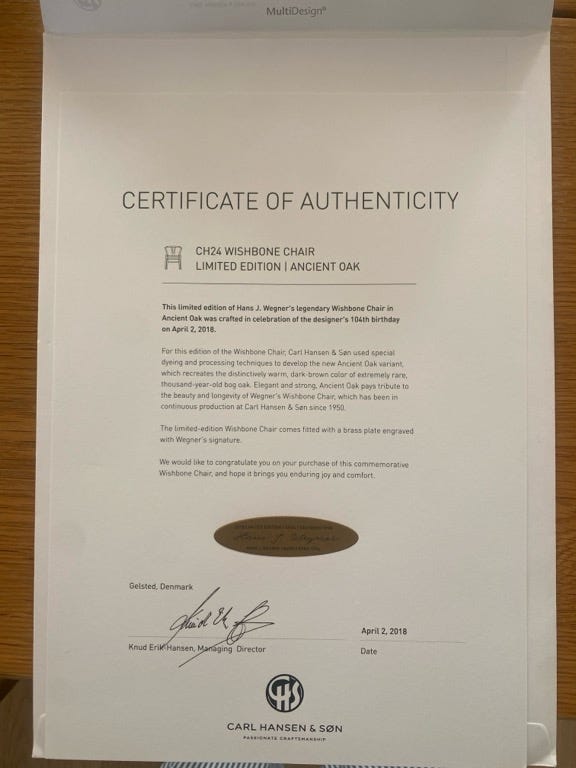 MultiDesign®
CERTIFICATE OF AUTHENTICITY
CH24 WISHBONE CHAIR
LIMITED EDITION | ANCIENT OAK
This limited edition of Hans J. Wegner's legendary Wishbone Chair in
Ancient Oak was crafted in celebration of the designer's 104th birthday
on April 2, 2018.
For this edition of the Wishbone Chair, Carl Hansen & Søn used special
dyeing and processing techniques to develop the new Ancient Oak variant,
which recreates the distinctively warm, dark-brown color of extremely rare,
thousand-year-old bog oak. Elegant and strong, Ancient Oak pays tribute to
the beauty and longevity of Wegner's Wishbone Chair, which has been in
continuous production at Carl Hansen & Søn since 1950.
The limited-edition Wishbone Chair comes fitted with a brass plate engraved
with Wegner's signature.
We would like to congratulate you on your purchase of this commemorative
Wishbone Chair, and hope it brings you enduring joy and comfort.
Hans J. Wegner
Gelsted, Denmark
April 2, 2018
Knud Erik Hansen, Managing Director
Date
CHS
CARL HANSEN & SØN
PASSIONATE CRAFTSMANSHIP